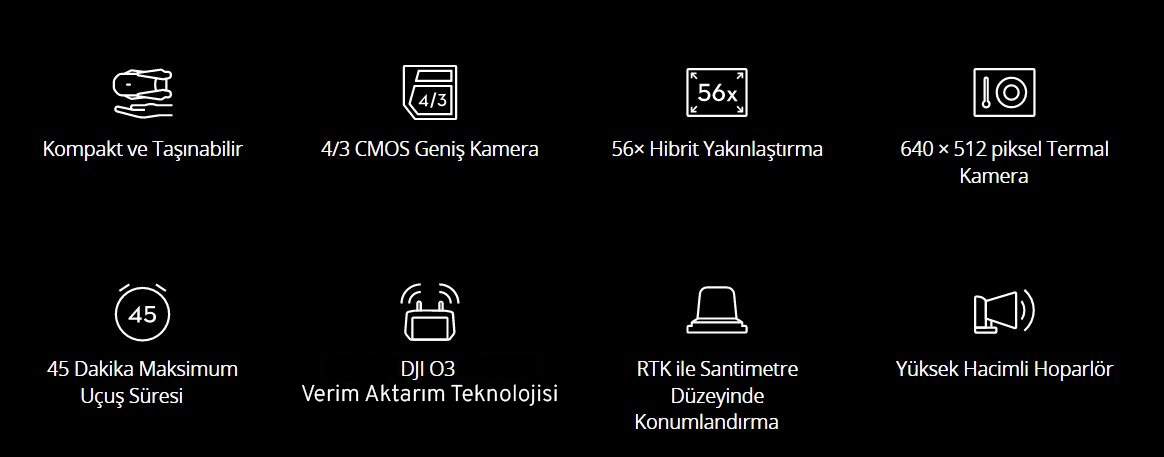 4/3
56x
Kompakt ve Taşınabilir
4/3 CMOS Geniş Kamera
56× Hibrit Yakınlaştırma
640 × 512 piksel Termal
Kamera
45
45 Dakika Maksimum
Uçuş Süresi
DJI O3
Verim Aktarım Teknolojisi
RTK ile Santimetre
Düzeyinde
Konumlandırma
Yüksek Hacimli Hoparlör